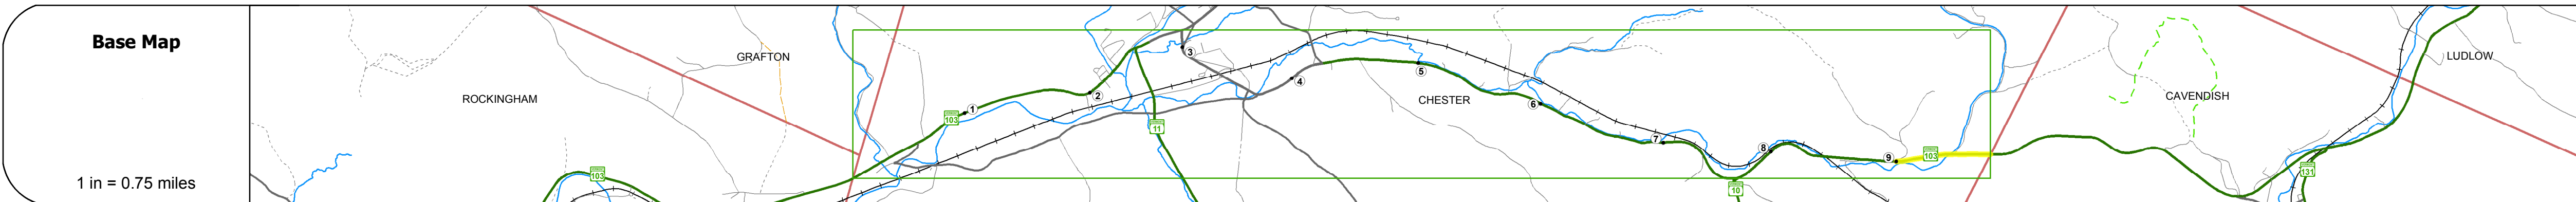 Base Map
1 in = 0.75 miles
ROCKINGHAM
GRAFTON
CHESTER
CAVENDISH
LUDLOW
103
103
11
10
103
131
1
2
3
4
5
6
7
8
9